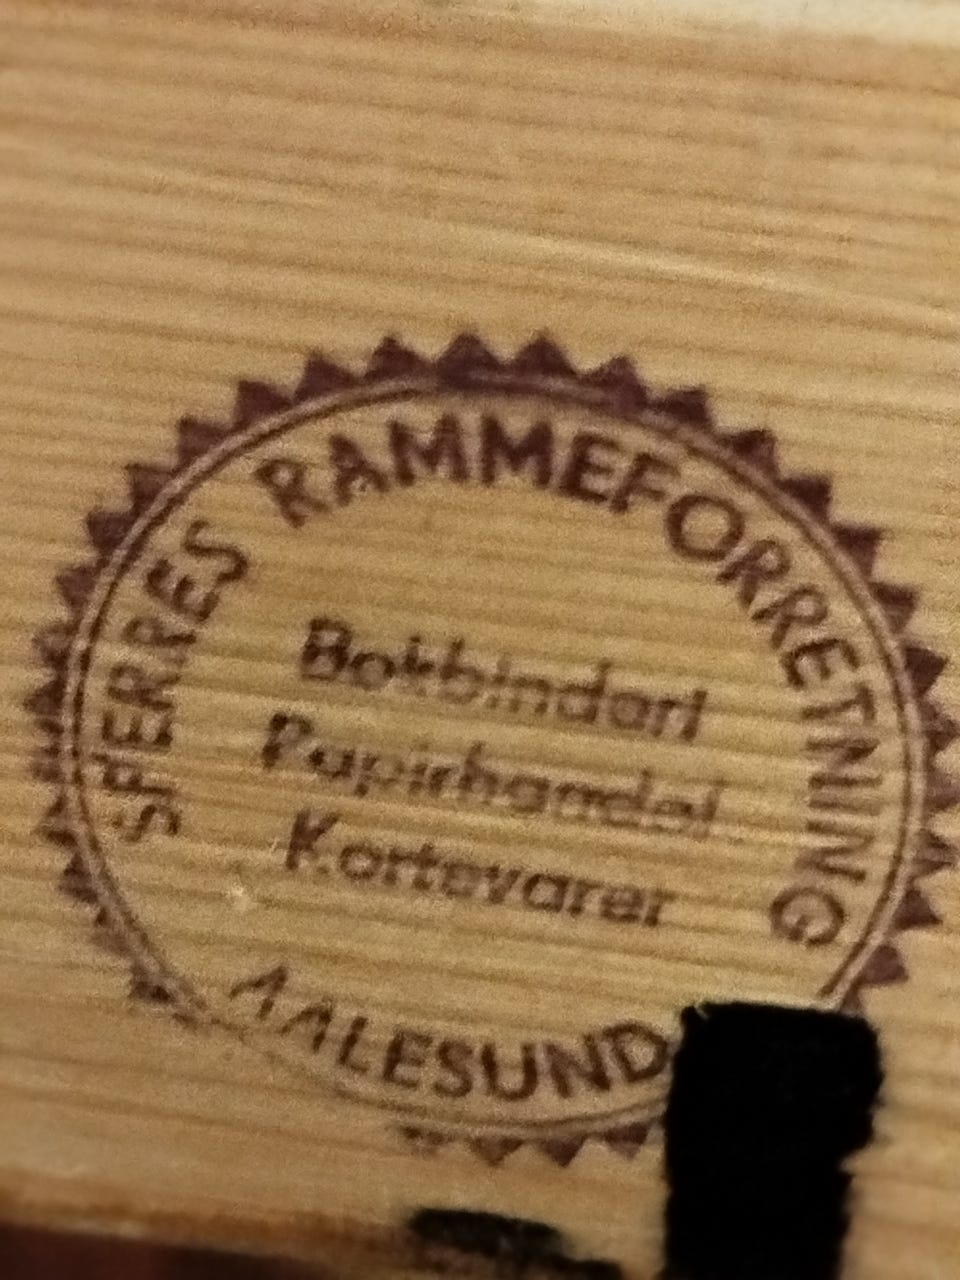 SPERRES RAMMEFORRETNING
Bokbinderi
Papirhandel
Kortevarer
AALESUND